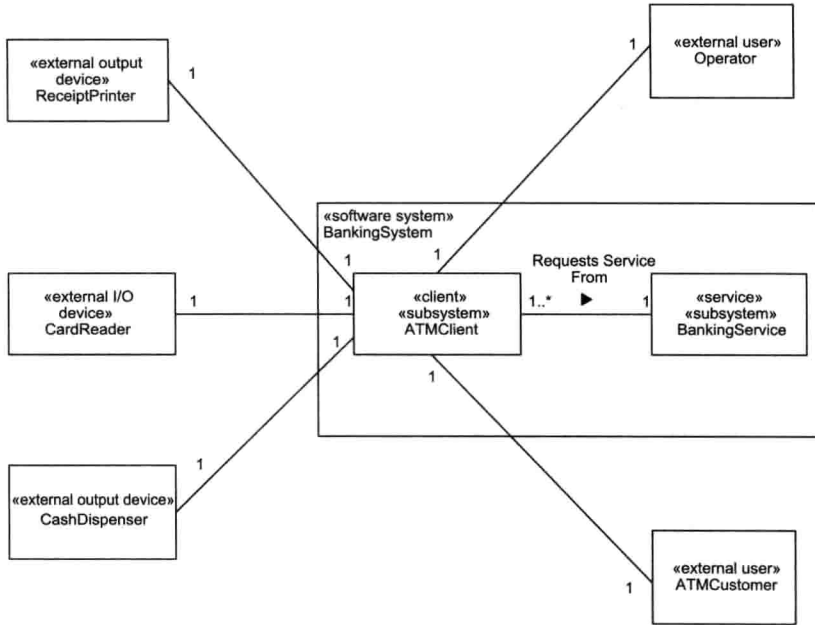 «external output
device»
ReceiptPrinter
1
1
«external user»
Operator
«software system»
BankingSystem
1
1
Requests Service
From
«external I/O
device»
CardReader
1
1
«client»
«subsystem»
ATMClient
1..*
1
«service»
«subsystem»
BankingService
1
1
1
«external output device»
CashDispenser
1
«external user»
ATMCustomer